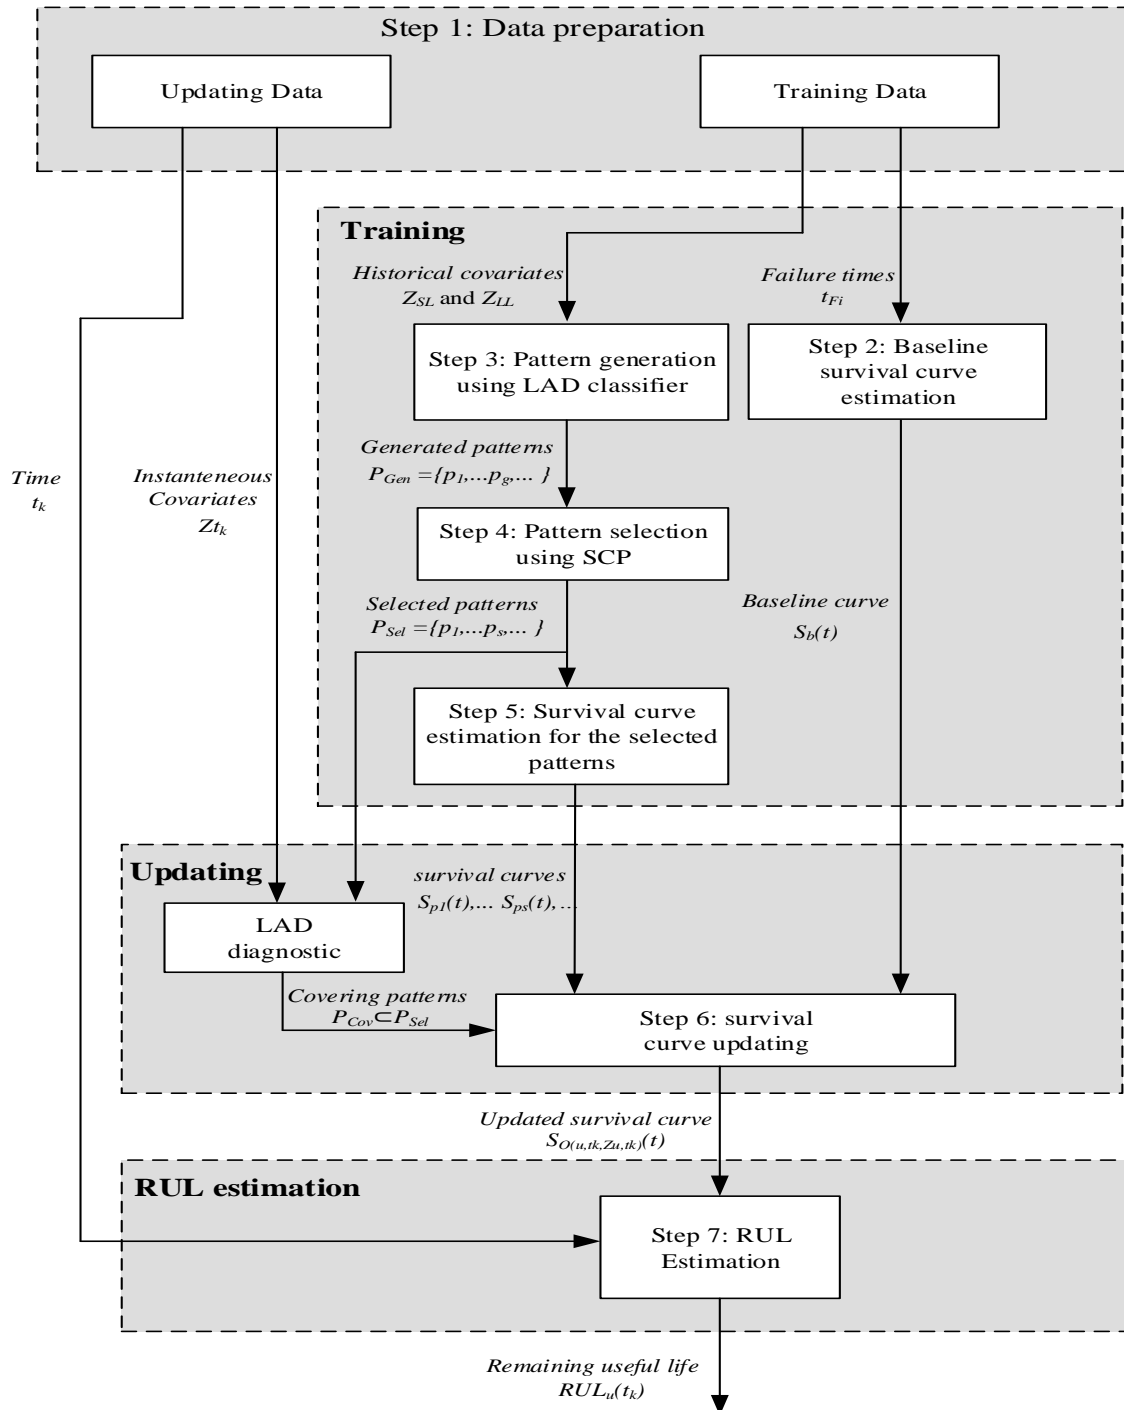 Step 1: Data preparation
Updating Data
Training Data
Training
Historical covariates
Z_SL and Z_LL
Failure times
t_Fi
Step 3: Pattern generation
using LAD classifier
Step 2: Baseline
survival curve
estimation
Generated patterns
P_Gen ={p_1,...p_g,... }
Time
t_k
Instanteneous
Covariates
Zt_k
Step 4: Pattern selection
using SCP
Selected patterns
P_Sel ={p_1,...p_s,... }
Baseline curve
S_b(t)
Step 5: Survival curve
estimation for the selected
patterns
Updating
survival curves
S_p1(t),... S_ps(t),...
LAD
diagnostic
Covering patterns
P_Cov⊂P_Sel
Step 6: survival
curve updating
Updated survival curve
S_O(u,tk,Zu,tk)(t)
RUL estimation
Step 7: RUL
Estimation
Remaining useful life
RUL_u(t_k)